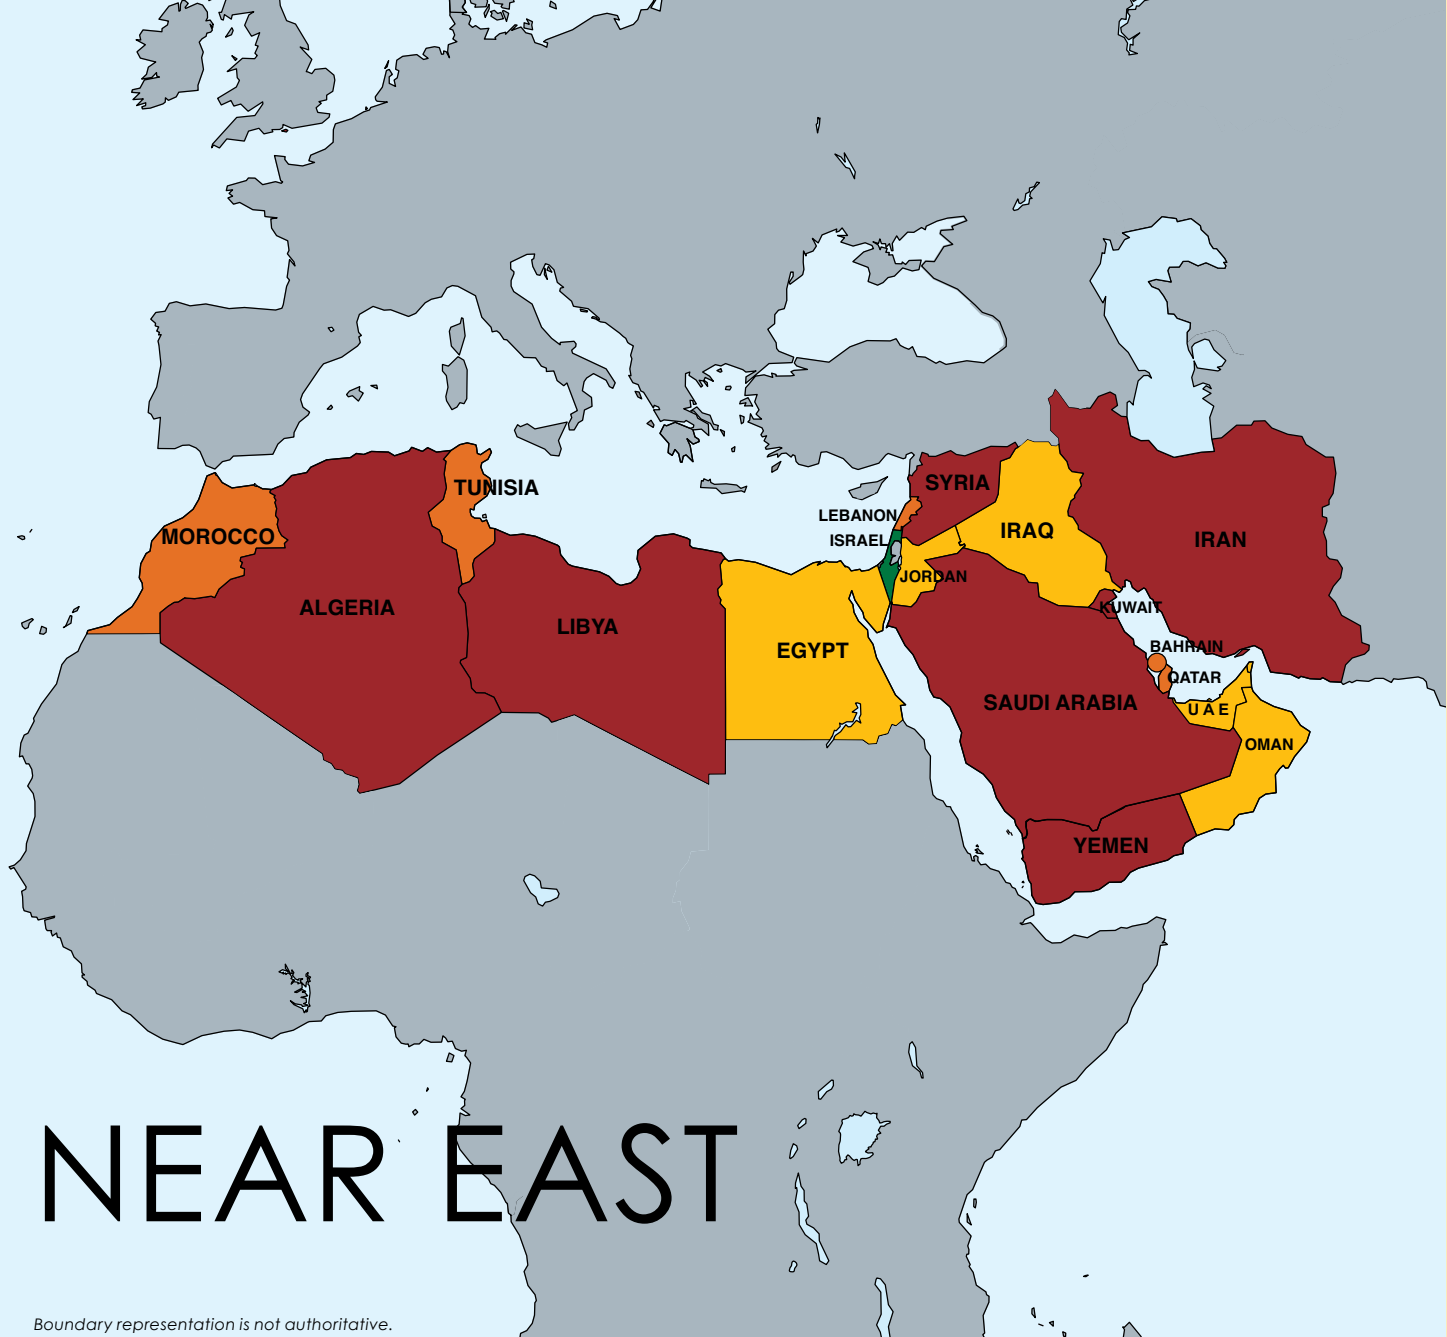 TUNISIA
SYRIA
LEBANON
MOROCCO
IRAQ
ISRAEL
IRAN
JORDAN
ALGERIA
KUWAIT
LIBYA
BAHRAIN
EGYPT
QATAR
SAUDI ARABIA
UAE
OMAN
YEMEN
NEAR EAST
Boundary representation is not authoritative.